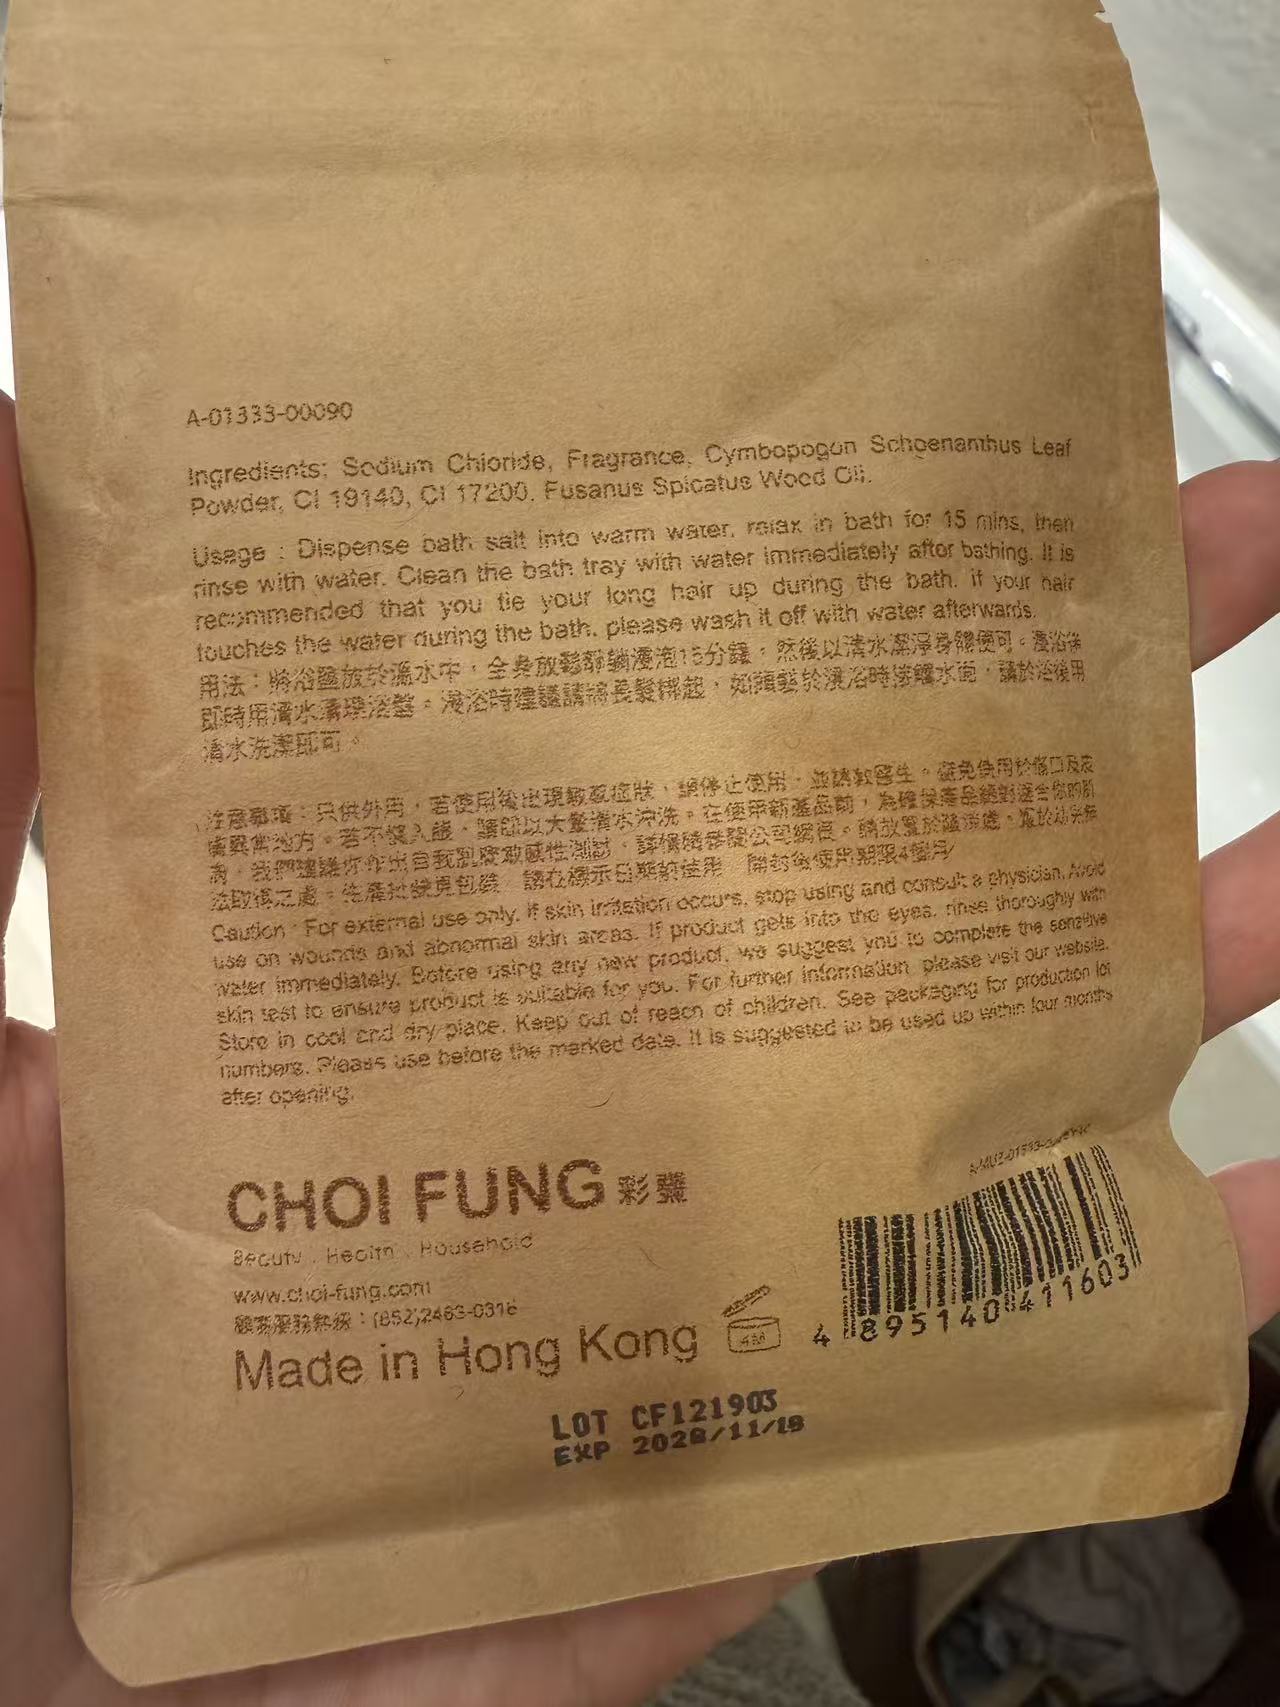 A-01333-00090
Ingredients: Sodium Chloride, Fragrance, Cymbopogon Schoenanthus Leaf
Powder, CI 19140, CI 17200, Fusanus Spicatus Wood Oil.
Usage : Dispense bath salt into warm water, relax in bath for 15 mins, then
rinse with water. Clean the bath tray with water immediately after bathing. It is
recommended that you tie your long hair up during the bath. If your hair
touches the water during the bath, please wash it off with water afterwards.
用法：將浴鹽放於溫水中，全身放鬆靜躺浸泡15分鐘，然後以清水潔淨身體便可。浸浴後
即時用清水清理浴盤。浸浴時建議請將長髮綁起，如頭髮於浸浴時接觸水面，請於浴後用
清水洗潔即可。
注意事項：只供外用，若使用後出現敏感症狀，請停止使用，並諮詢醫生。避免使用於傷口及皮
膚異常地方。若不慎入眼，請即以大量清水沖洗。在使用新產品前，為確保產品絕對適合你的肌
膚，我們建議你作出自我肌膚敏感性測試，詳情請參閱公司網頁。請放置於陰涼處，置於幼童無
法取得之處。生產批號見包裝 請在標示日期前使用 開封後使用期限4個月
Caution : For external use only. If skin irritation occurs, stop using and consult a physician. Avoid
use on wounds and abnormal skin areas. If product gets into the eyes, rinse thoroughly with
water immediately. Before using any new product, we suggest you to complete the sensitive
skin test to ensure product is suitable for you. For further information, please visit our website.
Store in cool and dry place. Keep out of reach of children. See packaging for production lot
numbers. Please use before the marked date. It is suggested to be used up within four months
after opening.
CHOI FUNG 彩豐
Beauty . Health . Household
www.choi-fung.com
顧客服務熱線：(852)2463-0316
Made in Hong Kong
4M
4 895140 411603
LOT CF121903
EXP 2028/11/18